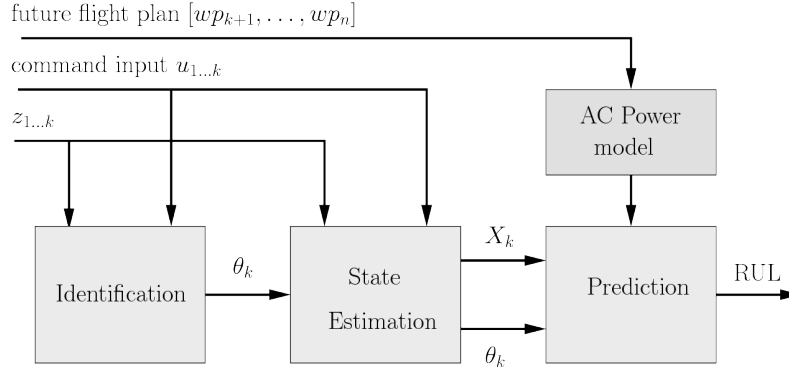 future flight plan [wp_{k+1}, . . . , wp_n]
command input u_{1...k}
z_{1...k}
AC Power
model
Identification
θ_k
State
Estimation
X_k
θ_k
Prediction
RUL